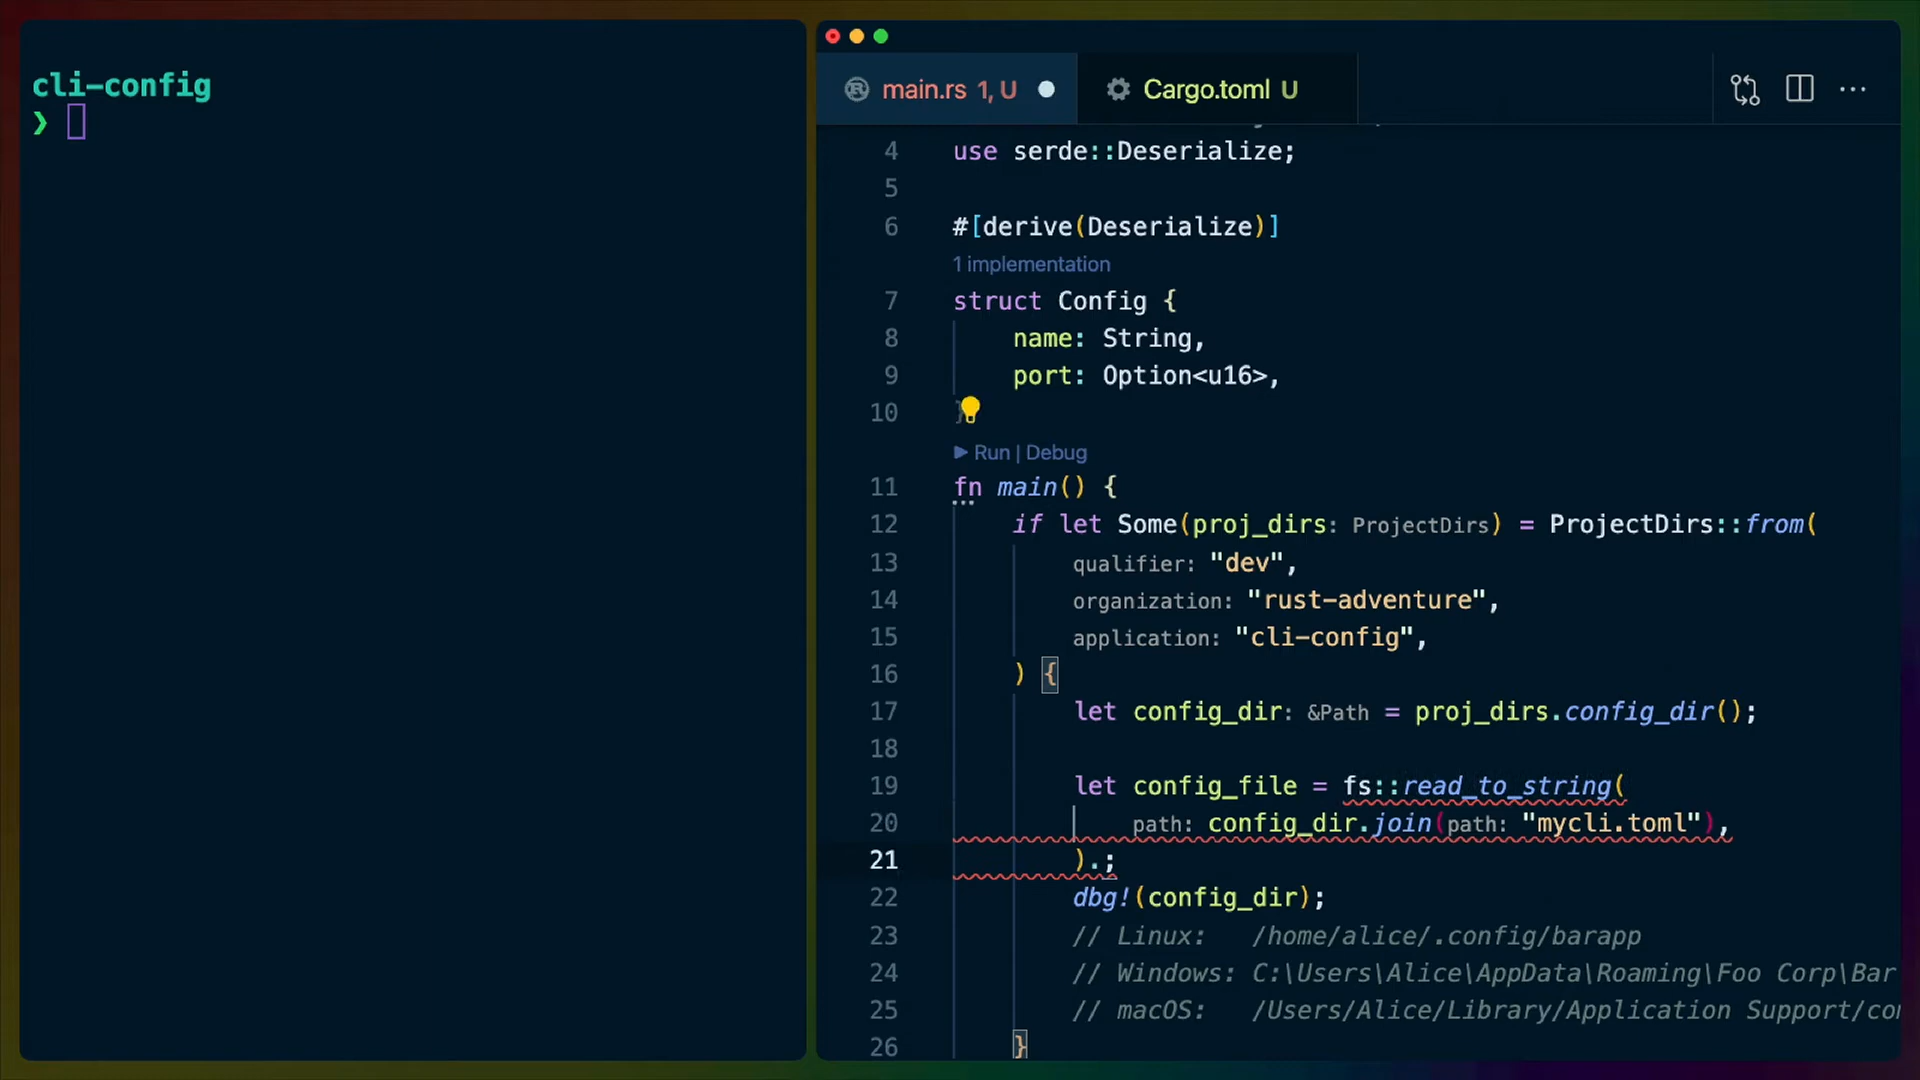 cli-config
❯
main.rs 1, U
Cargo.toml U
4 use serde::Deserialize;
5
6 #[derive(Deserialize)]
1 implementation
7 struct Config {
8 name: String,
9 port: Option<u16>,
10 }
Run | Debug
11 fn main() {
12 if let Some(proj_dirs: ProjectDirs) = ProjectDirs::from(
13 qualifier: "dev",
14 organization: "rust-adventure",
15 application: "cli-config",
16 ) {
17 let config_dir: &Path = proj_dirs.config_dir();
18
19 let config_file = fs::read_to_string(
20 path: config_dir.join(path: "mycli.toml"),
21 ).;
22 dbg!(config_dir);
23 // Linux: /home/alice/.config/barapp
24 // Windows: C:\Users\Alice\AppData\Roaming\Foo Corp\Bar
25 // macOS: /Users/Alice/Library/Application Support/
26 }